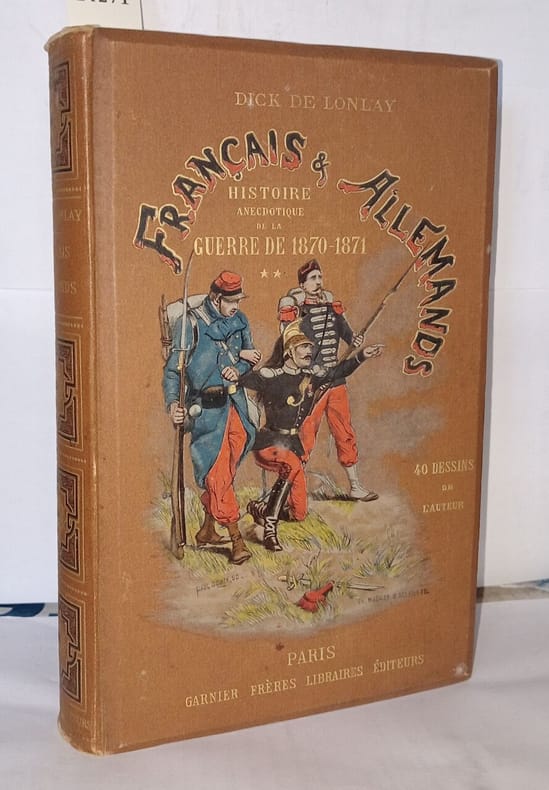 DICK DE LONLAY
FRANÇAIS & ALLEMANDS
HISTOIRE
ANECDOTIQUE
DE LA
GUERRE DE 1870-1871
★★
40 DESSINS
DE
L'AUTEUR
PARIS
GARNIER FRÈRES LIBRAIRES ÉDITEURS